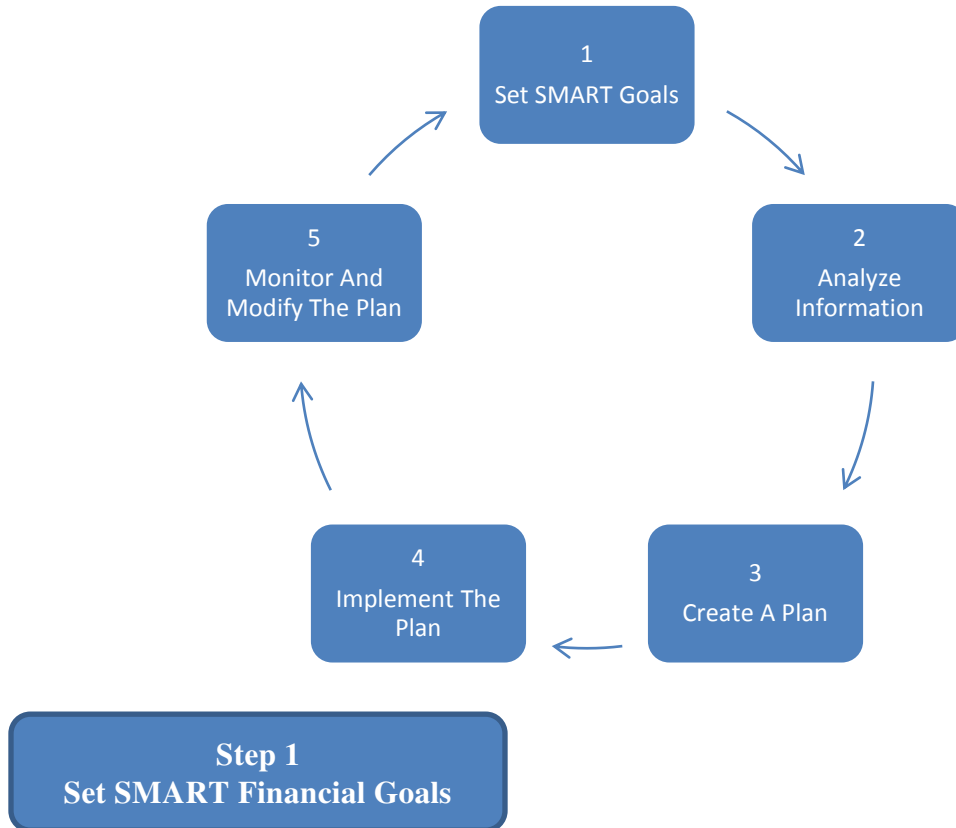 1
Set SMART Goals
2
Analyze
Information
3
Create A Plan
4
Implement The
Plan
5
Monitor And
Modify The Plan
Step 1
Set SMART Financial Goals